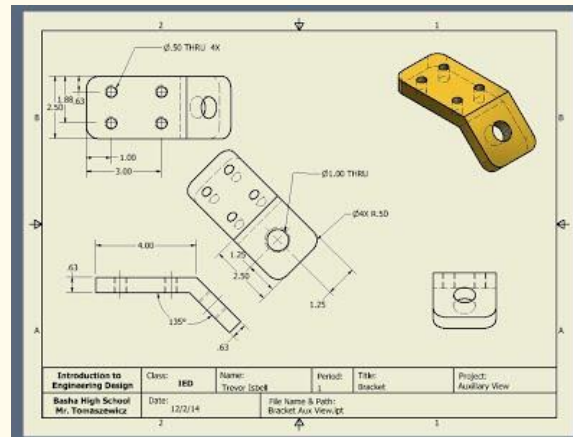 2
1
Ø.50 THRU 4X
2.50
1.88
.63
B
B
1.00
3.00
Ø1.00 THRU
Ø4X R.50
4.00
.63
1.25
2.50
1.25
135°
.63
A
A
Introduction to
Engineering Design
Class:
IED
Name:
Trevor Isbell
Period:
1
Title:
Bracket
Project:
Auxiliary View
Basha High School
Mr. Tomaszewicz
Date:
12/2/14
File Name & Path:
Bracket Aux View.ipt
2
1